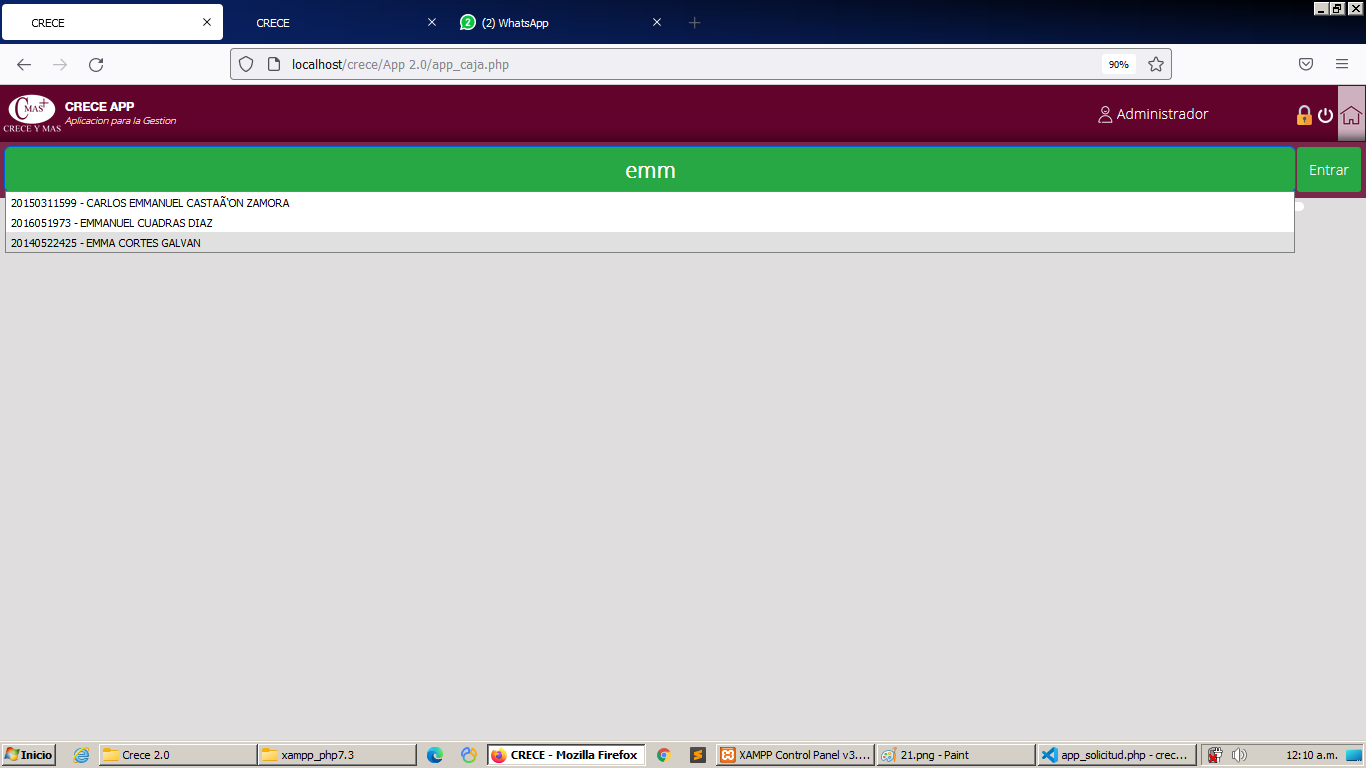 CRECE
CRECE
2 (2) WhatsApp
localhost/crece/App 2.0/app_caja.php
90%
CMAS+
CRECE Y MAS
CRECE APP
Aplicacion para la Gestion
Administrador
emm
Entrar
20150311599 - CARLOS EMMANUEL CASTAÃ‘ON ZAMORA
2016051973 - EMMANUEL CUADRAS DIAZ
20140522425 - EMMA CORTES GALVAN
Inicio
Crece 2.0
xampp_php7.3
CRECE - Mozilla Firefox
XAMPP Control Panel v3....
21.png - Paint
app_solicitud.php - crec...
12:10 a.m.